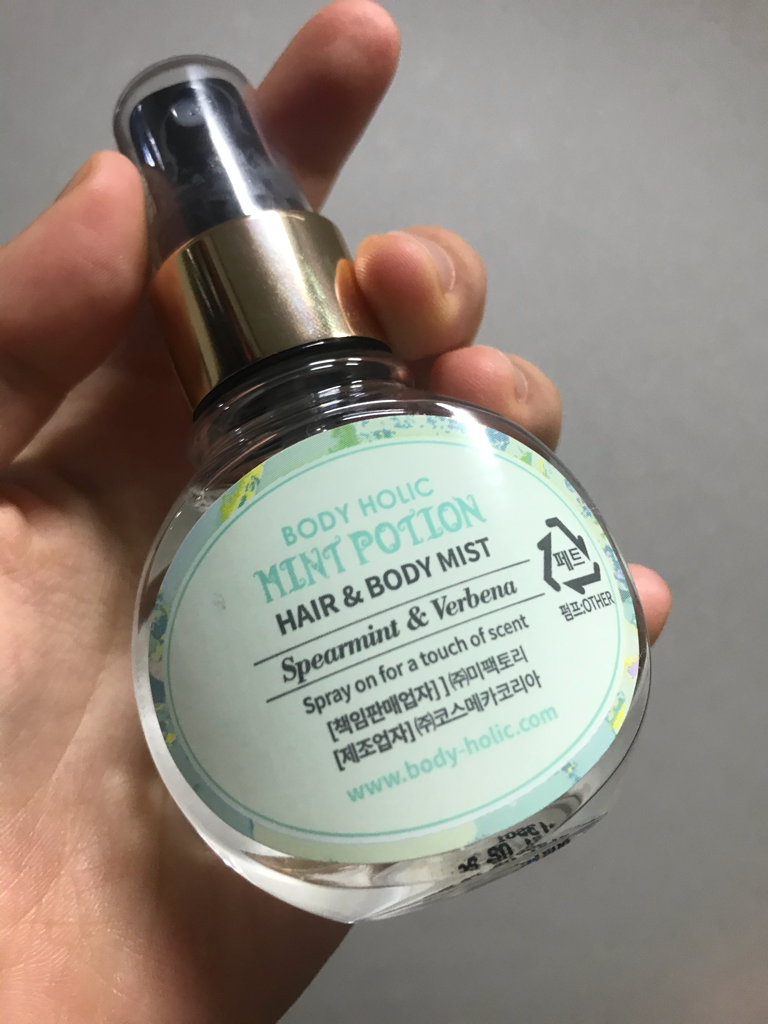 BODY HOLIC
MINT POTION
HAIR & BODY MIST
Spearmint & Verbena
Spray on for a touch of scent
[책임판매업자] ] ㈜미팩토리
[제조업자] ㈜코스메카코리아
www.body-holic.com
페트
펌프:OTHER